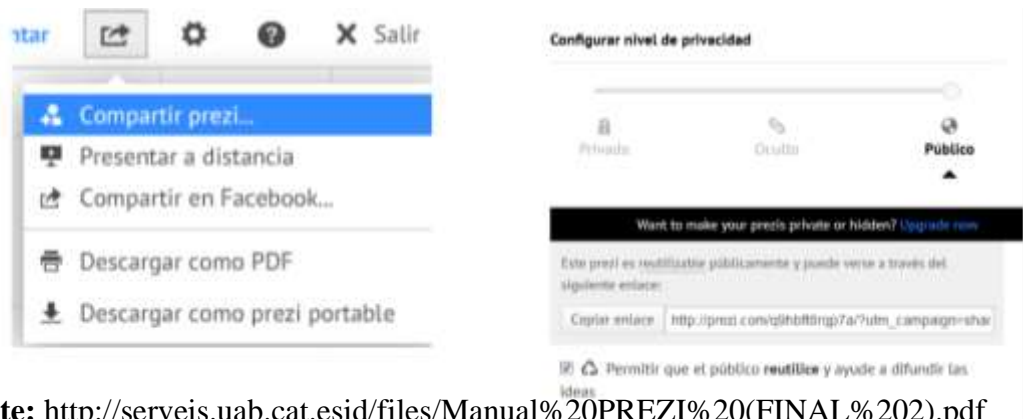 ntar Salir
Compartir prezi...
Presentar a distancia
Compartir en Facebook...
Descargar como PDF
Descargar como prezi portable
Configurar nivel de privacidad
Privado Oculto Público
Want to make your prezis private or hidden? Upgrade now
Este prezi es reutilizable públicamente y puede verse a través del
siguiente enlace:
Copiar enlace
Permitir que el público reutilice y ayude a difundir las
ideas
te: http://serveis.uab.cat.esid/files/Manual%20PREZI%20(FINAL%202).pdf